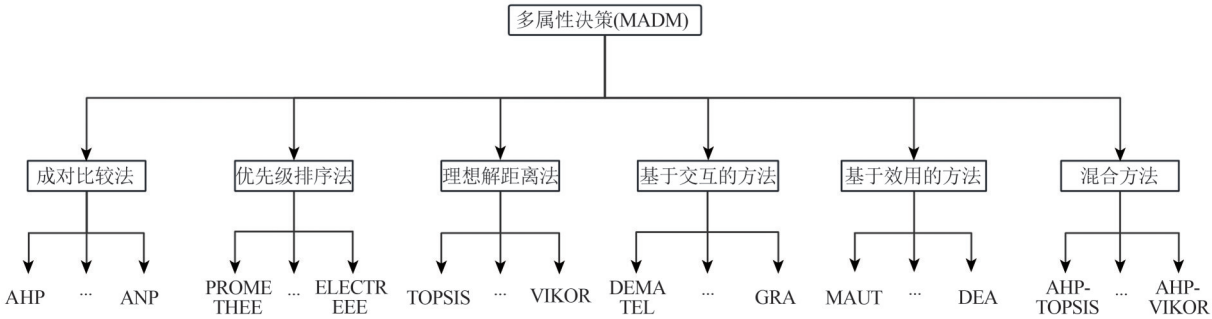 多属性决策(MADM)
成对比较法
优先级排序法
理想解距离法
基于交互的方法
基于效用的方法
混合方法
AHP
...
ANP
PROME
THEE
...
ELECTR
EEE
TOPSIS
...
VIKOR
DEMA
TEL
...
GRA
MAUT
...
DEA
AHP-
TOPSIS
...
AHP-
VIKOR